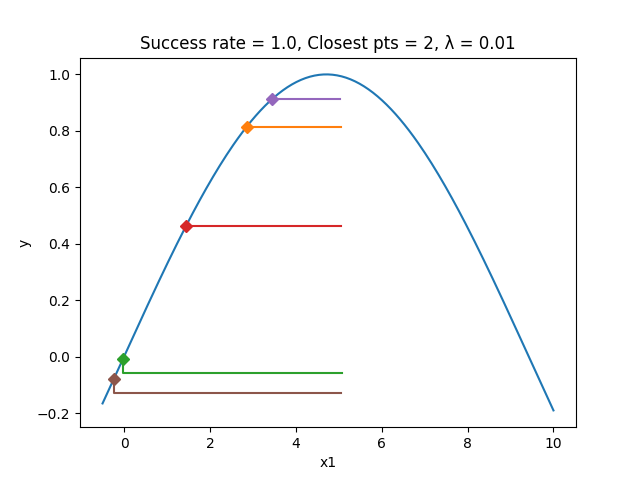 Success rate = 1.0, Closest pts = 2, λ = 0.01
1.0
0.8
0.6
0.4
0.2
0.0
−0.2
y
0 2 4 6 8 10
x1